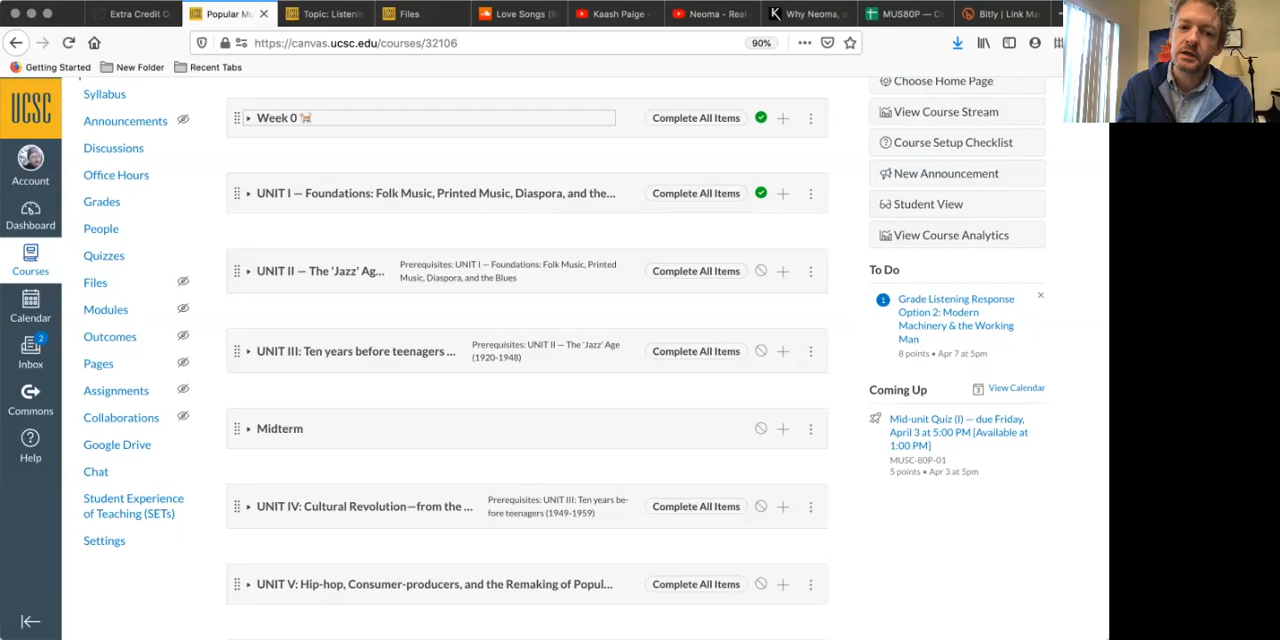 Extra Credit O
Popular Mu
Topic: Listenin
Files
Love Songs (R
Kaash Paige –
Neoma - Real
Why Neoma, o
MUS80P — Co
Bitly | Link Ma
https://canvas.ucsc.edu/courses/32106
90%
Getting Started
New Folder
Recent Tabs
UCSC
Account
Dashboard
Courses
Calendar
2
Inbox
Commons
Help
Syllabus
Announcements
Discussions
Office Hours
Grades
People
Quizzes
Files
Modules
Outcomes
Pages
Assignments
Collaborations
Google Drive
Chat
Student Experience
of Teaching (SETs)
Settings
Week 0
Complete All Items
UNIT I — Foundations: Folk Music, Printed Music, Diaspora, and the...
Complete All Items
UNIT II — The 'Jazz' Ag...
Prerequisites: UNIT I — Foundations: Folk Music, Printed
Music, Diaspora, and the Blues
Complete All Items
UNIT III: Ten years before teenagers ...
Prerequisites: UNIT II — The 'Jazz' Age
(1920-1948)
Complete All Items
Midterm
UNIT IV: Cultural Revolution—from the ...
Prerequisites: UNIT III: Ten years be-
fore teenagers (1949-1959)
Complete All Items
UNIT V: Hip-hop, Consumer-producers, and the Remaking of Popul...
Complete All Items
Choose Home Page
View Course Stream
Course Setup Checklist
New Announcement
Student View
View Course Analytics
To Do
1
Grade Listening Response
Option 2: Modern
Machinery & the Working
Man
8 points • Apr 7 at 5pm
Coming Up
View Calendar
Mid-unit Quiz (I) — due Friday,
April 3 at 5:00 PM [Available at
1:00 PM]
MUSC-80P-01
5 points • Apr 3 at 5pm